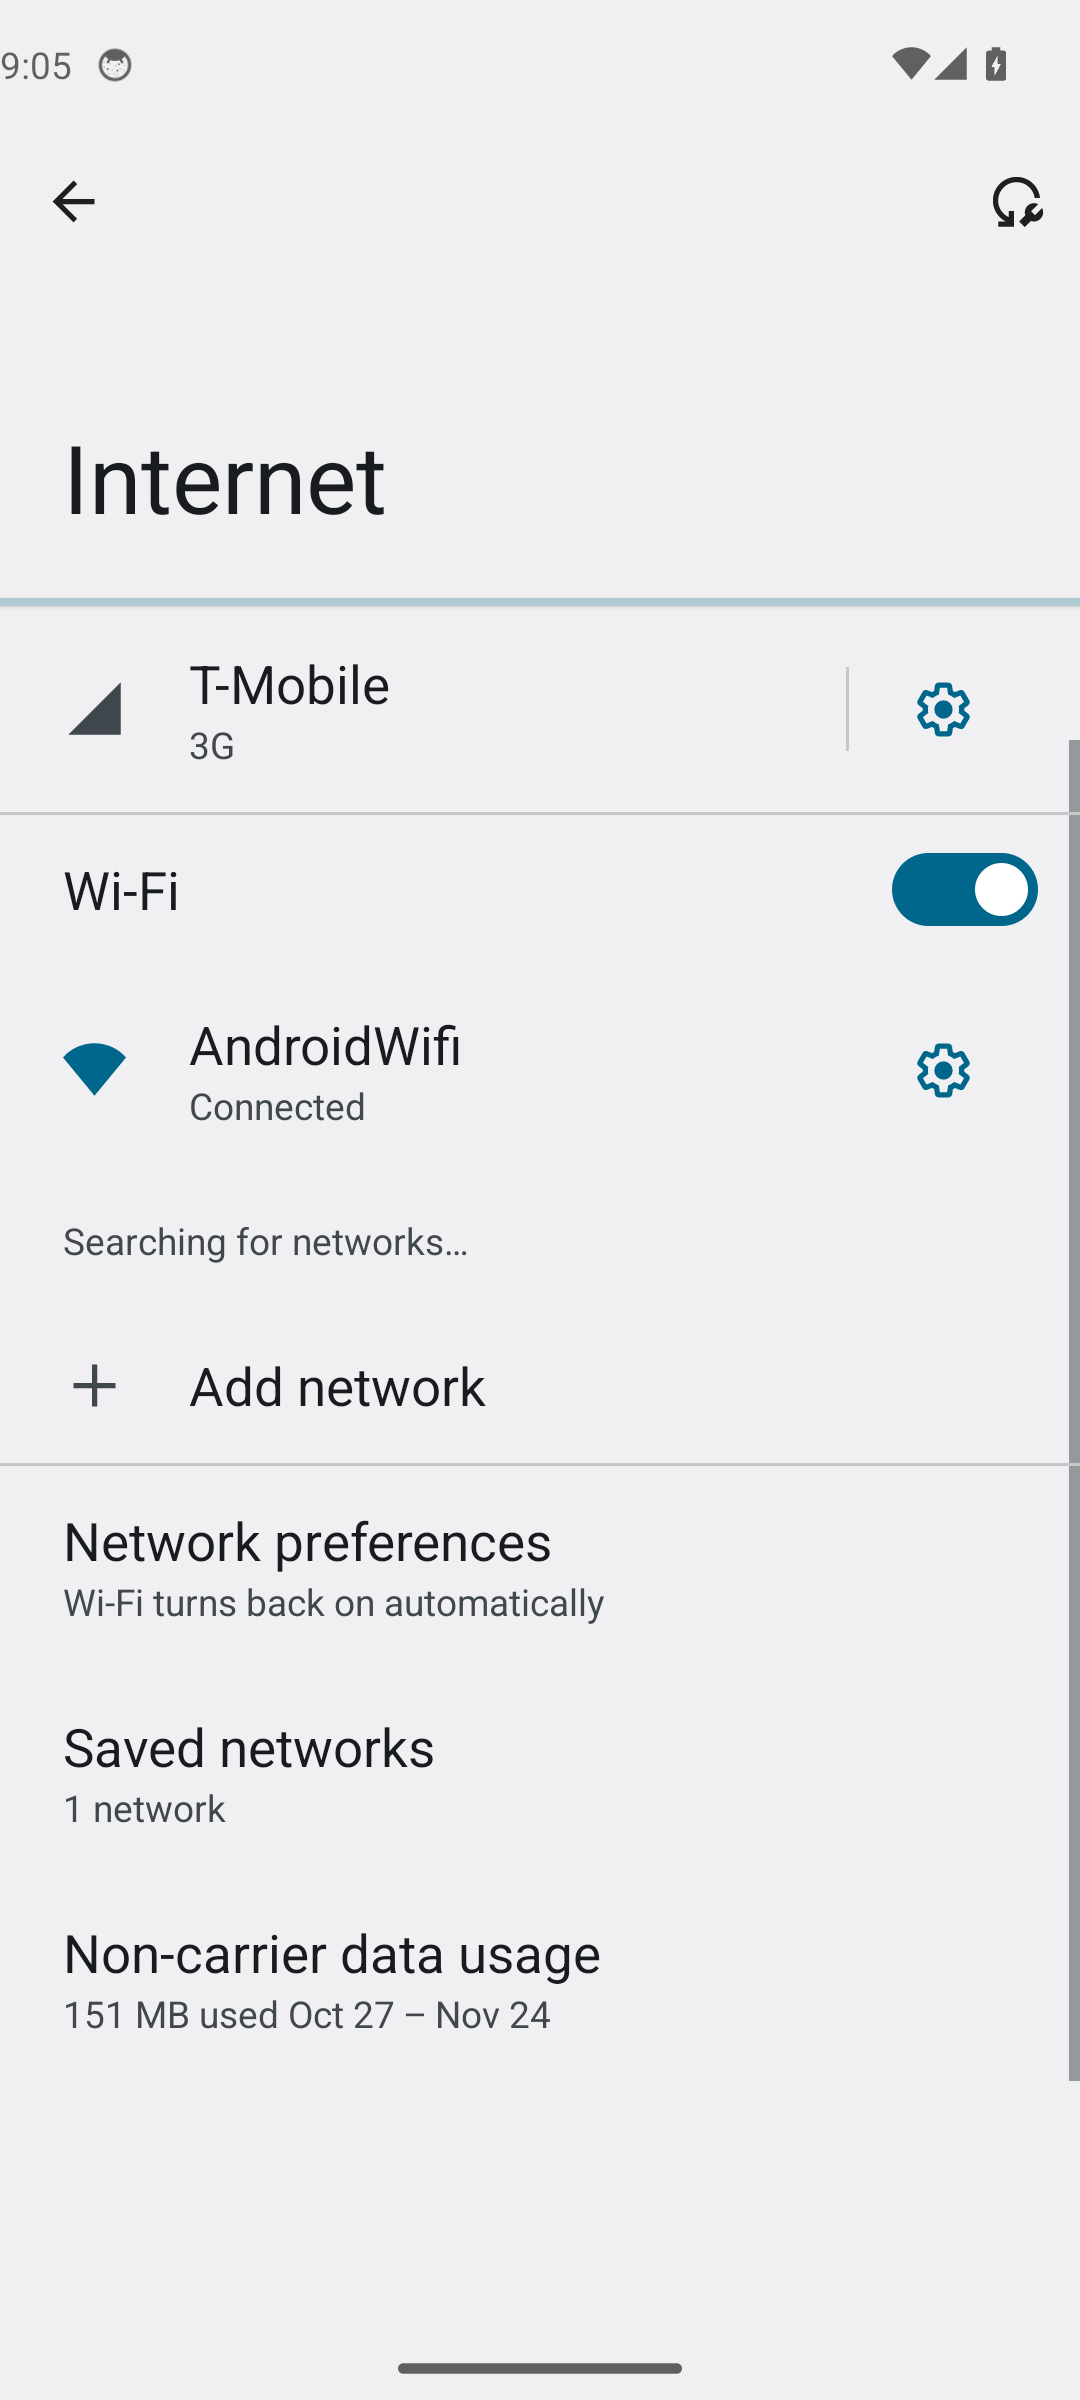 9:05
Internet
T-Mobile
3G
Wi-Fi
AndroidWifi
Connected
Searching for networks…
Add network
Network preferences
Wi-Fi turns back on automatically
Saved networks
1 network
Non-carrier data usage
151 MB used Oct 27 – Nov 24